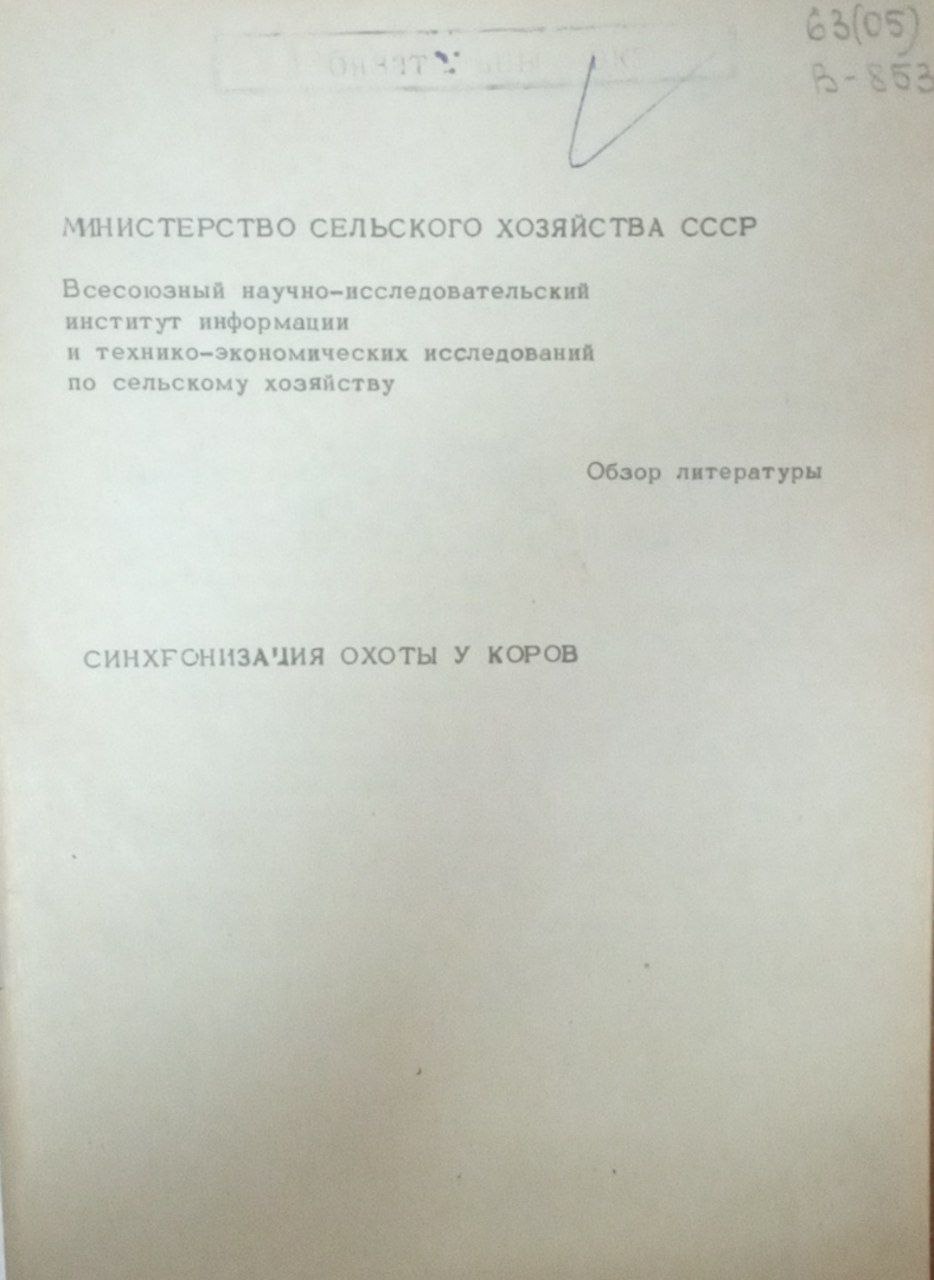 63(05)
В-853
МИНИСТЕРСТВО СЕЛЬСКОГО ХОЗЯЙСТВА СССР
Всесоюзный научно-исследовательский
институт информации
и технико-экономических исследований
по сельскому хозяйству
Обзор литературы
СИНХРОНИЗАЦИЯ ОХОТЫ У КОРОВ